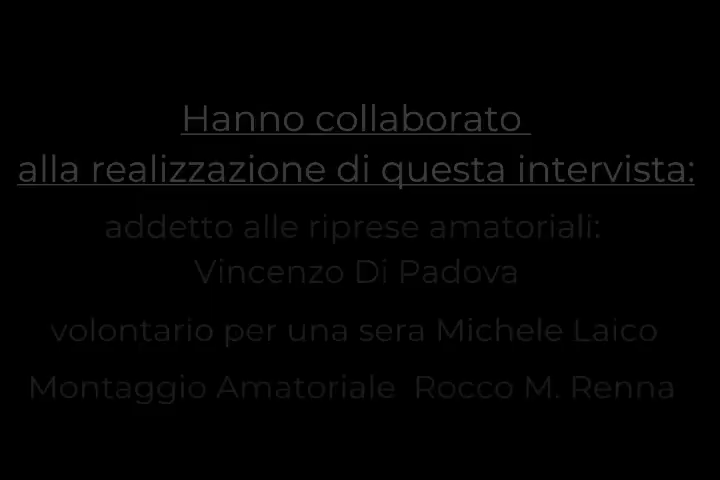 Hanno collaborato
alla realizzazione di questa intervista:
addetto alle riprese amatoriali:
Vincenzo Di Padova
volontario per una sera Michele Laico
Montaggio Amatoriale Rocco M. Renna